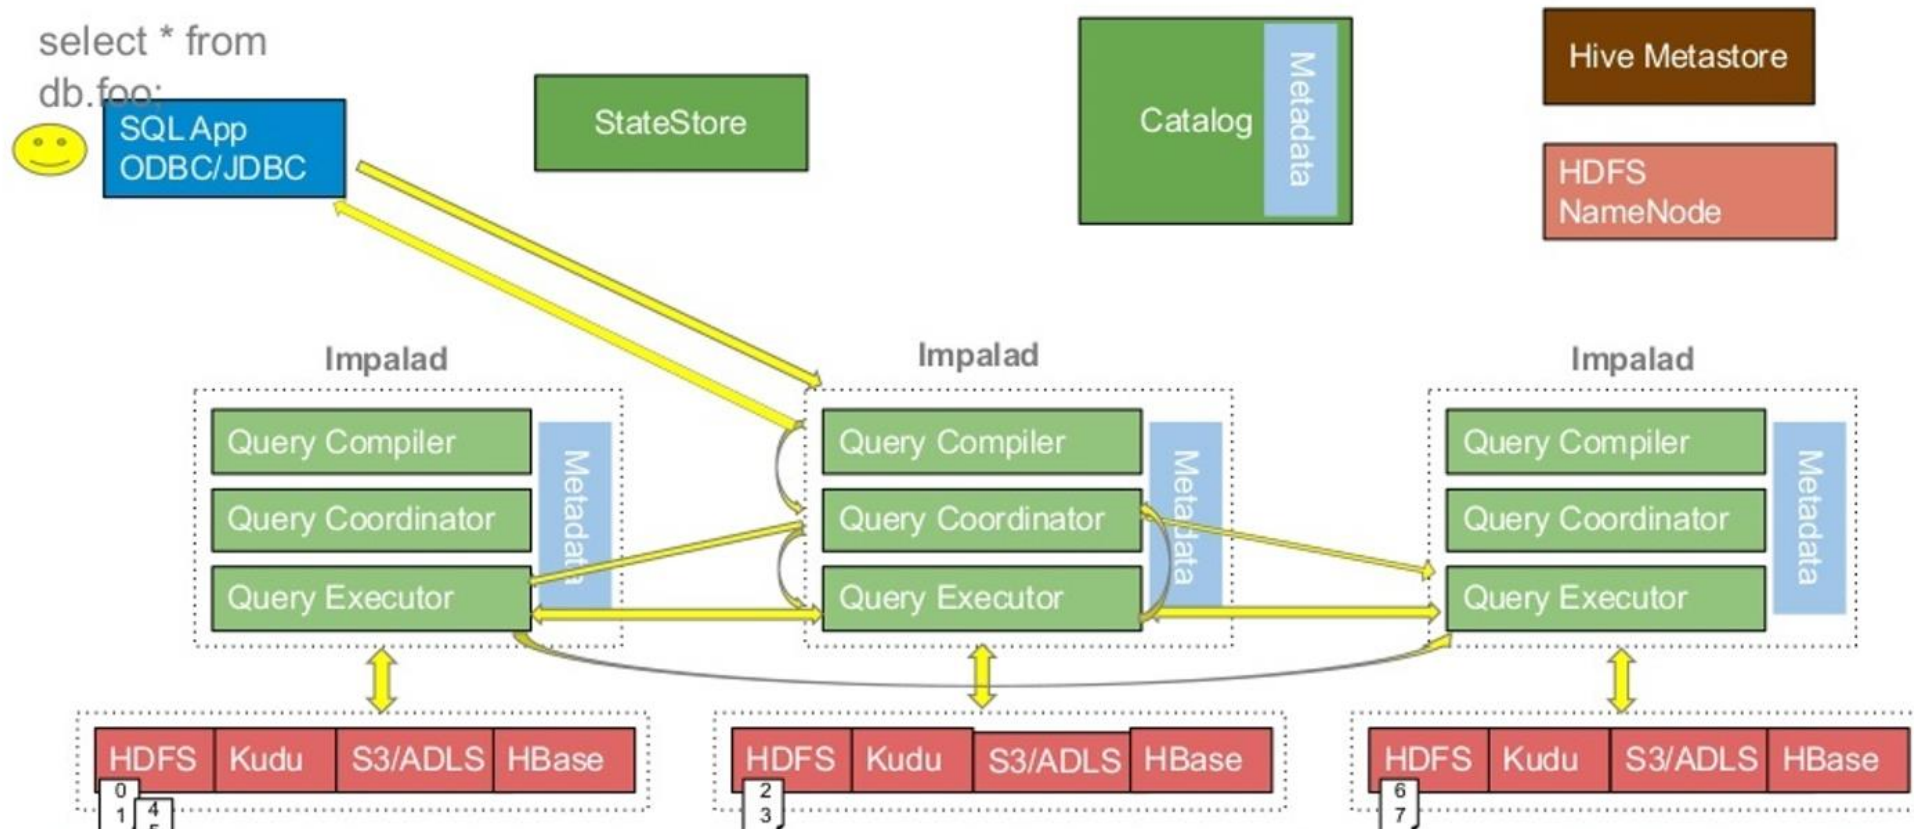 select * from
db.foo;
SQL App
ODBC/JDBC
StateStore
Catalog
Metadata
Hive Metastore
HDFS
NameNode
Impalad
Impalad
Impalad
Query Compiler
Query Coordinator
Query Executor
Metadata
Query Compiler
Query Coordinator
Query Executor
Metadata
Query Compiler
Query Coordinator
Query Executor
Metadata
HDFS Kudu S3/ADLS HBase
0
1
4
HDFS Kudu S3/ADLS HBase
2
3
HDFS Kudu S3/ADLS HBase
6
7